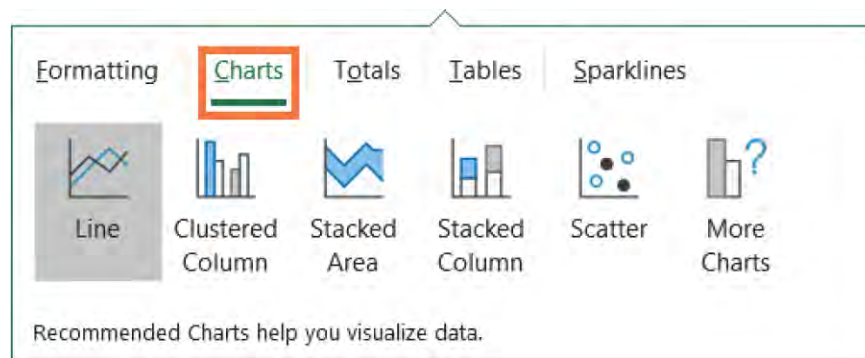 Formatting Charts Totals Tables Sparklines
Line Clustered Column Stacked Area Stacked Column Scatter More Charts
Recommended Charts help you visualize data.